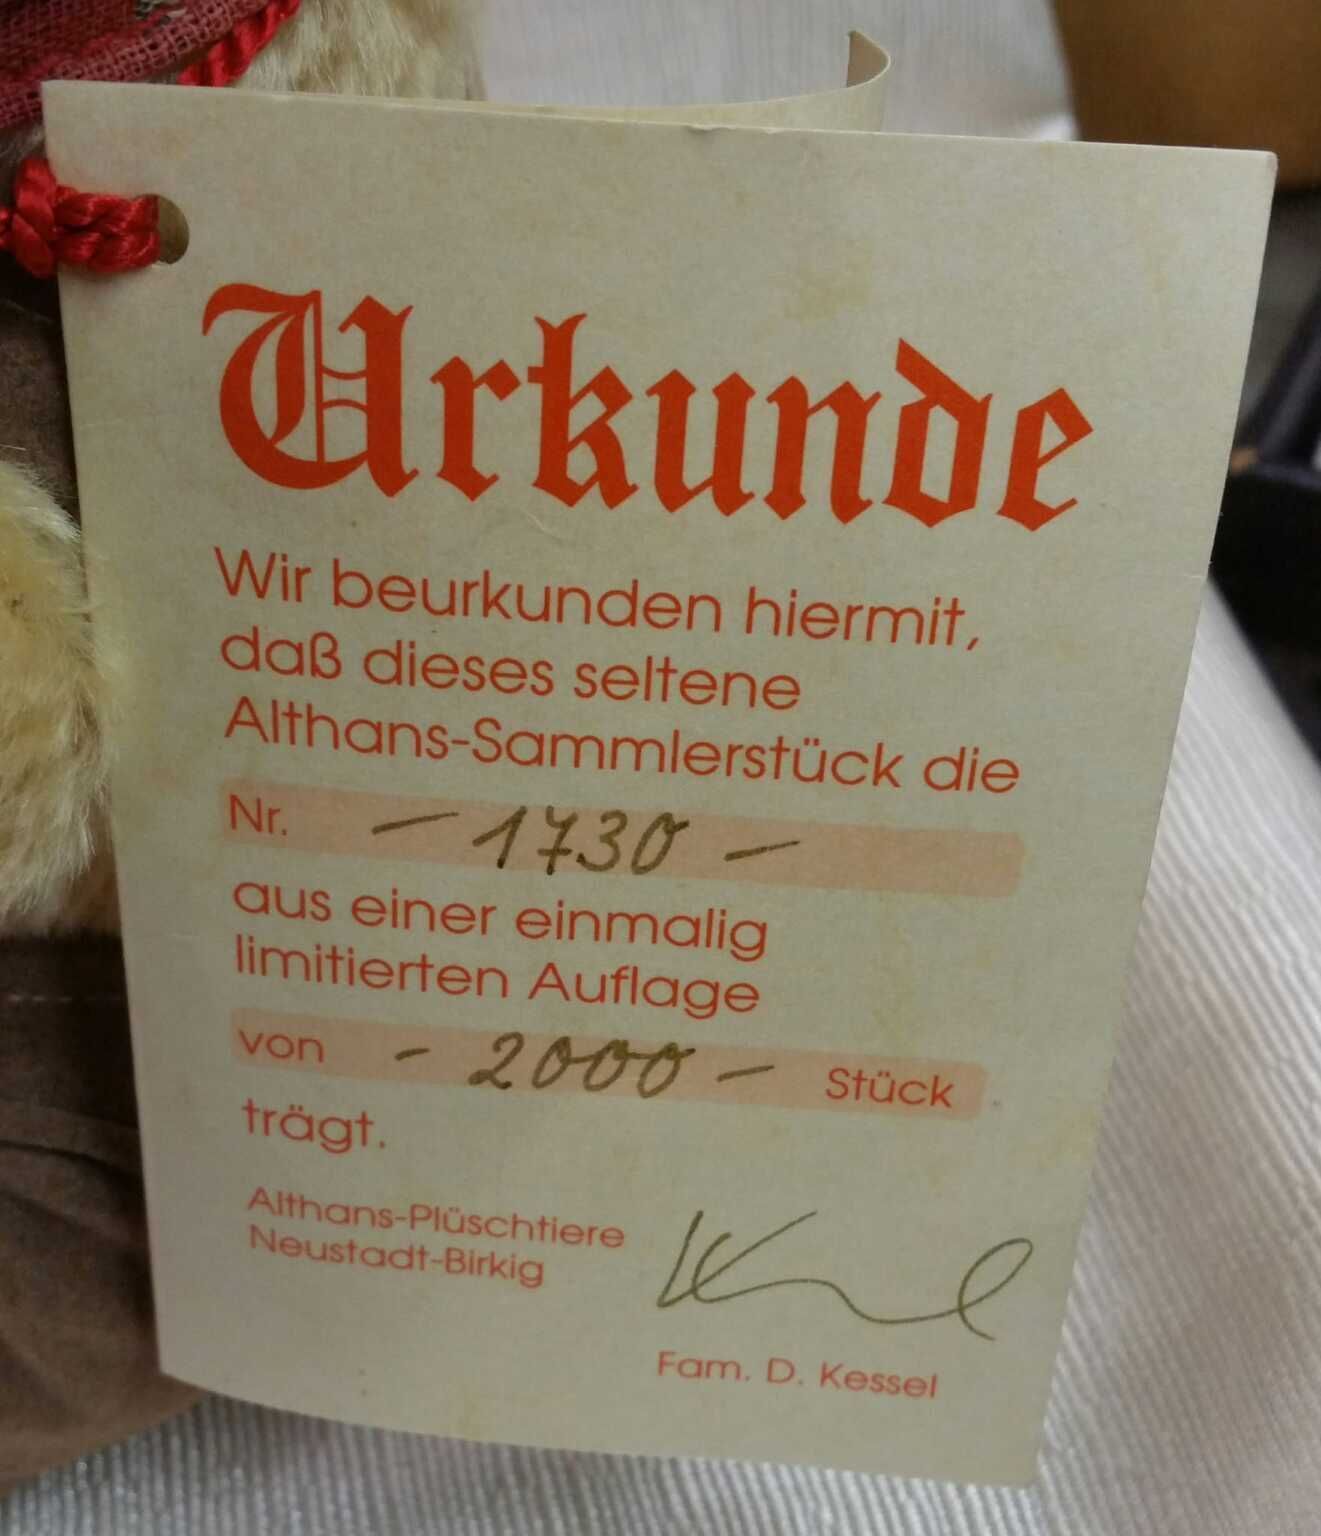 Urkunde
Wir beurkunden hiermit,
daß dieses seltene
Althans-Sammlerstück die
Nr. - 1730 -
aus einer einmalig
limitierten Auflage
von - 2000 - Stück
trägt.
Althans-Plüschtiere
Neustadt-Birkig
Fam. D. Kessel